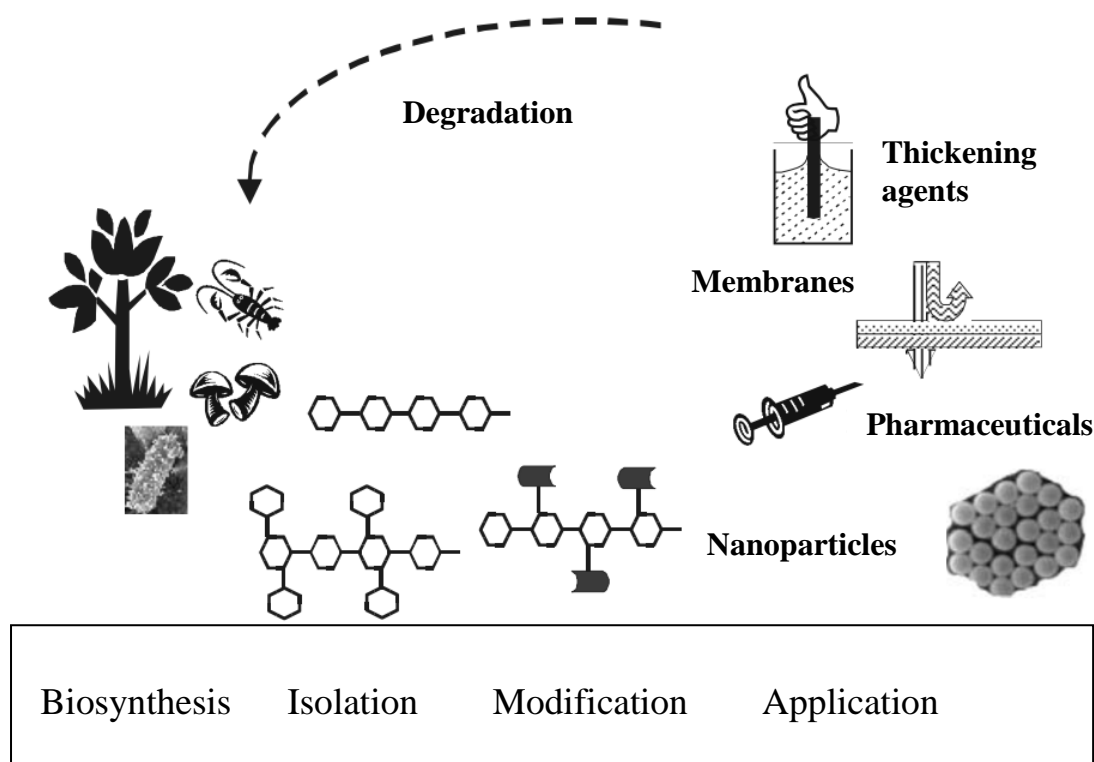 Degradation
Thickening
agents
Membranes
Pharmaceuticals
Nanoparticles
Biosynthesis Isolation Modification Application